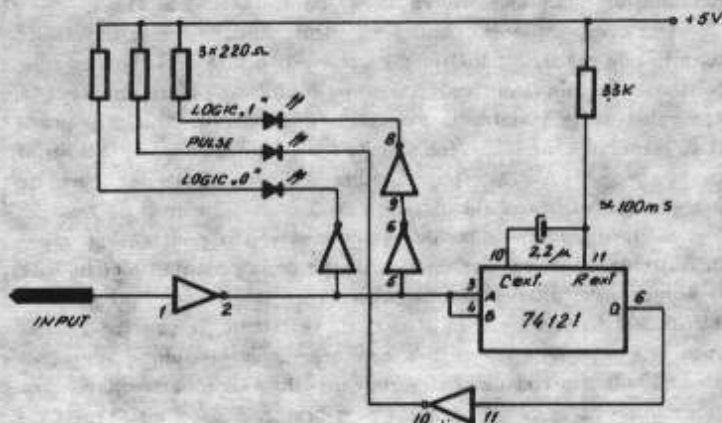 +5V
3×220Ω
33K
LOGIC „1"
8
PULSE
LOGIC „0"
9
6
≈100ms
10
2,2μ
11
5
Cext.
Rext
3
A
4
B
74121
Q
6
1
2
INPUT
10
11